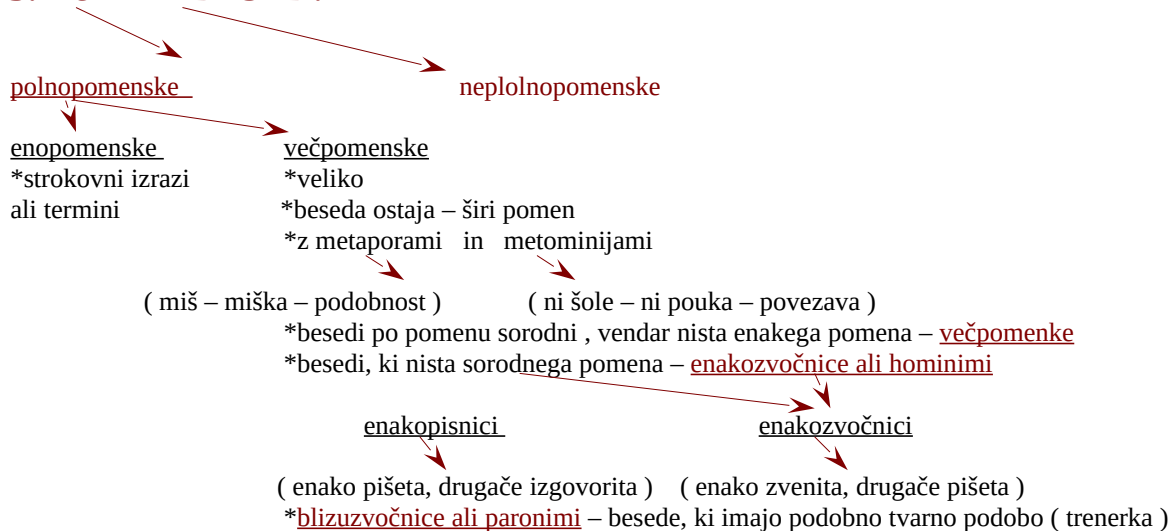 polnopomenske neplolnopomenske
enopomenske večpomenske
*strokovni izrazi *veliko
ali termini *beseda ostaja – širi pomen
*z metaporami in metominijami
( miš – miška – podobnost ) ( ni šole – ni pouka – povezava )
*besedi po pomenu sorodni , vendar nista enakega pomena – večpomenke
*besedi, ki nista sorodnega pomena – enakozvočnice ali hominimi
enakopisnici enakozvočnici
( enako pišeta, drugače izgovorita ) ( enako zvenita, drugače pišeta )
*blizuzvočnice ali paronimi – besede, ki imajo podobno tvarno podobo ( trenerka )